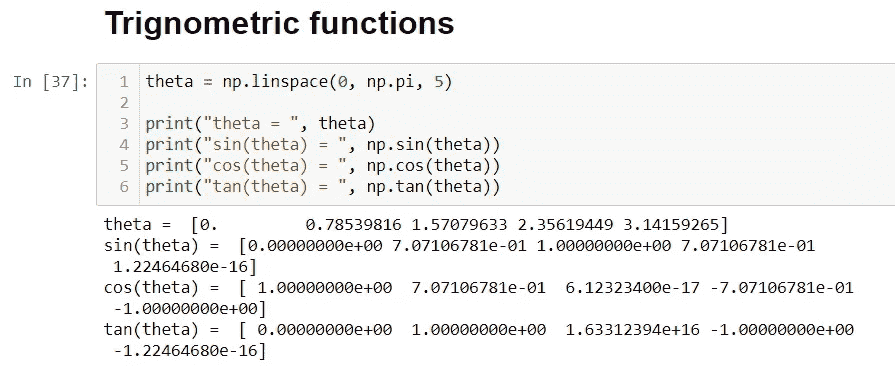 Trignometric functions
In [37]:
1 theta = np.linspace(0, np.pi, 5)
2
3 print("theta = ", theta)
4 print("sin(theta) = ", np.sin(theta))
5 print("cos(theta) = ", np.cos(theta))
6 print("tan(theta) = ", np.tan(theta))
theta =  [0.         0.78539816 1.57079633 2.35619449 3.14159265]
sin(theta) =  [0.00000000e+00 7.07106781e-01 1.00000000e+00 7.07106781e-01
 1.22464680e-16]
cos(theta) =  [ 1.00000000e+00  7.07106781e-01  6.12323400e-17 -7.07106781e-01
 -1.00000000e+00]
tan(theta) =  [ 0.00000000e+00  1.00000000e+00  1.63312394e+16 -1.00000000e+00
 -1.22464680e-16]